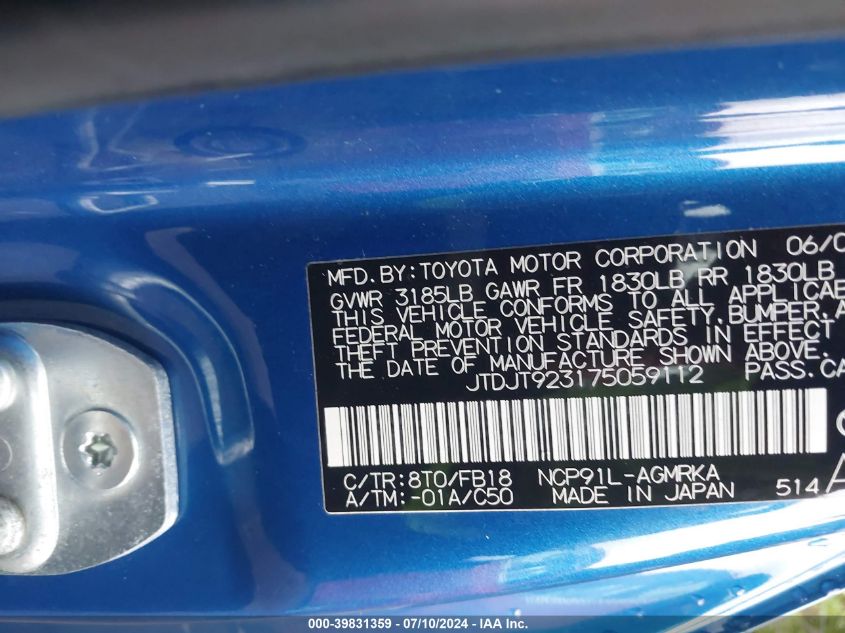 MFD. BY: TOYOTA MOTOR CORPORATION 06/0
GVWR 3185LB GAWR FR 1830LB RR 1830LB
THIS VEHICLE CONFORMS TO ALL APPLICAB
FEDERAL MOTOR VEHICLE SAFETY, BUMPER, A
THEFT PREVENTION STANDARDS IN EFFECT
THE DATE OF MANUFACTURE SHOWN ABOVE.
JTDJT923175059112 PASS.CA
C/TR:8T0/FB18 NCP91L-AGMRKA
A/TM:-01A/C50 MADE IN JAPAN 514
000-39831359 / 07/10/2024 - IAA Inc.